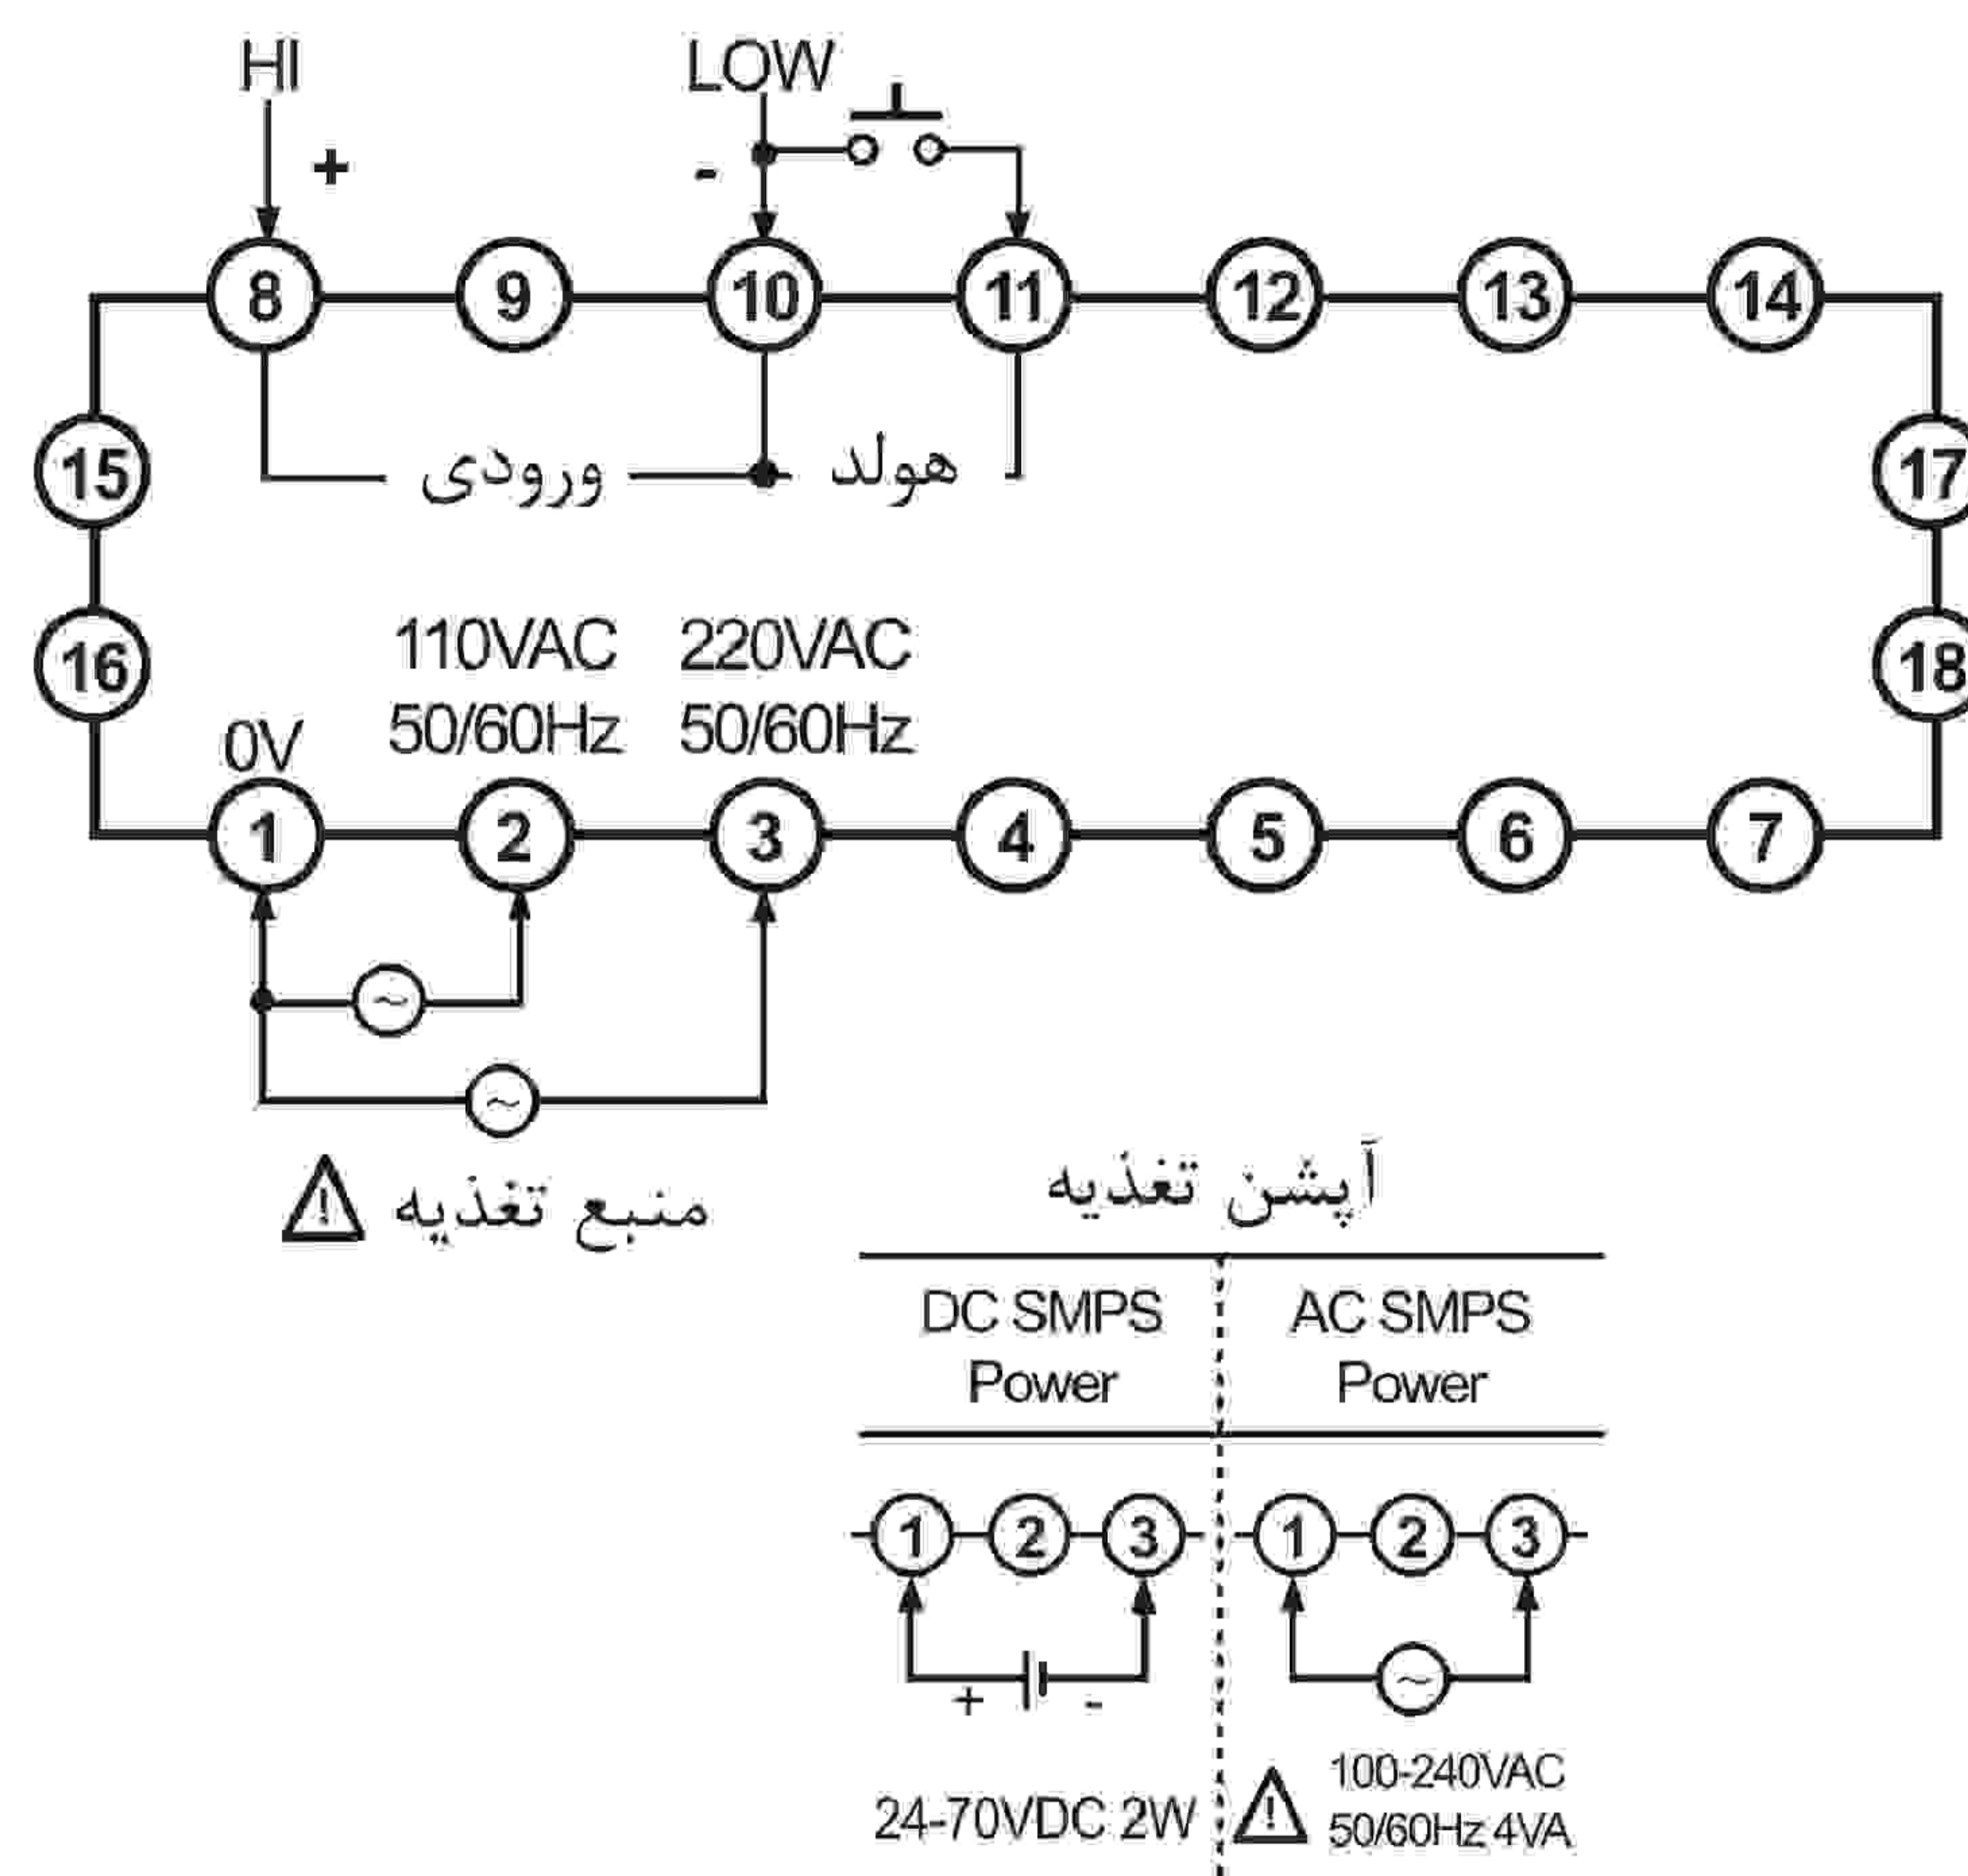 HI
LOW
+
-
8 9 10 11 12 13 14
ورودی
هولد
15
17
16
18
110VAC 220VAC
50/60Hz 50/60Hz
0V
1 2 3 4 5 6 7
~
~
منبع تغذیه
!
آپشن تغذیه
DC SMPS
Power
AC SMPS
Power
1 2 3
1 2 3
+ -
~
24-70VDC 2W
!
100-240VAC
50/60Hz 4VA